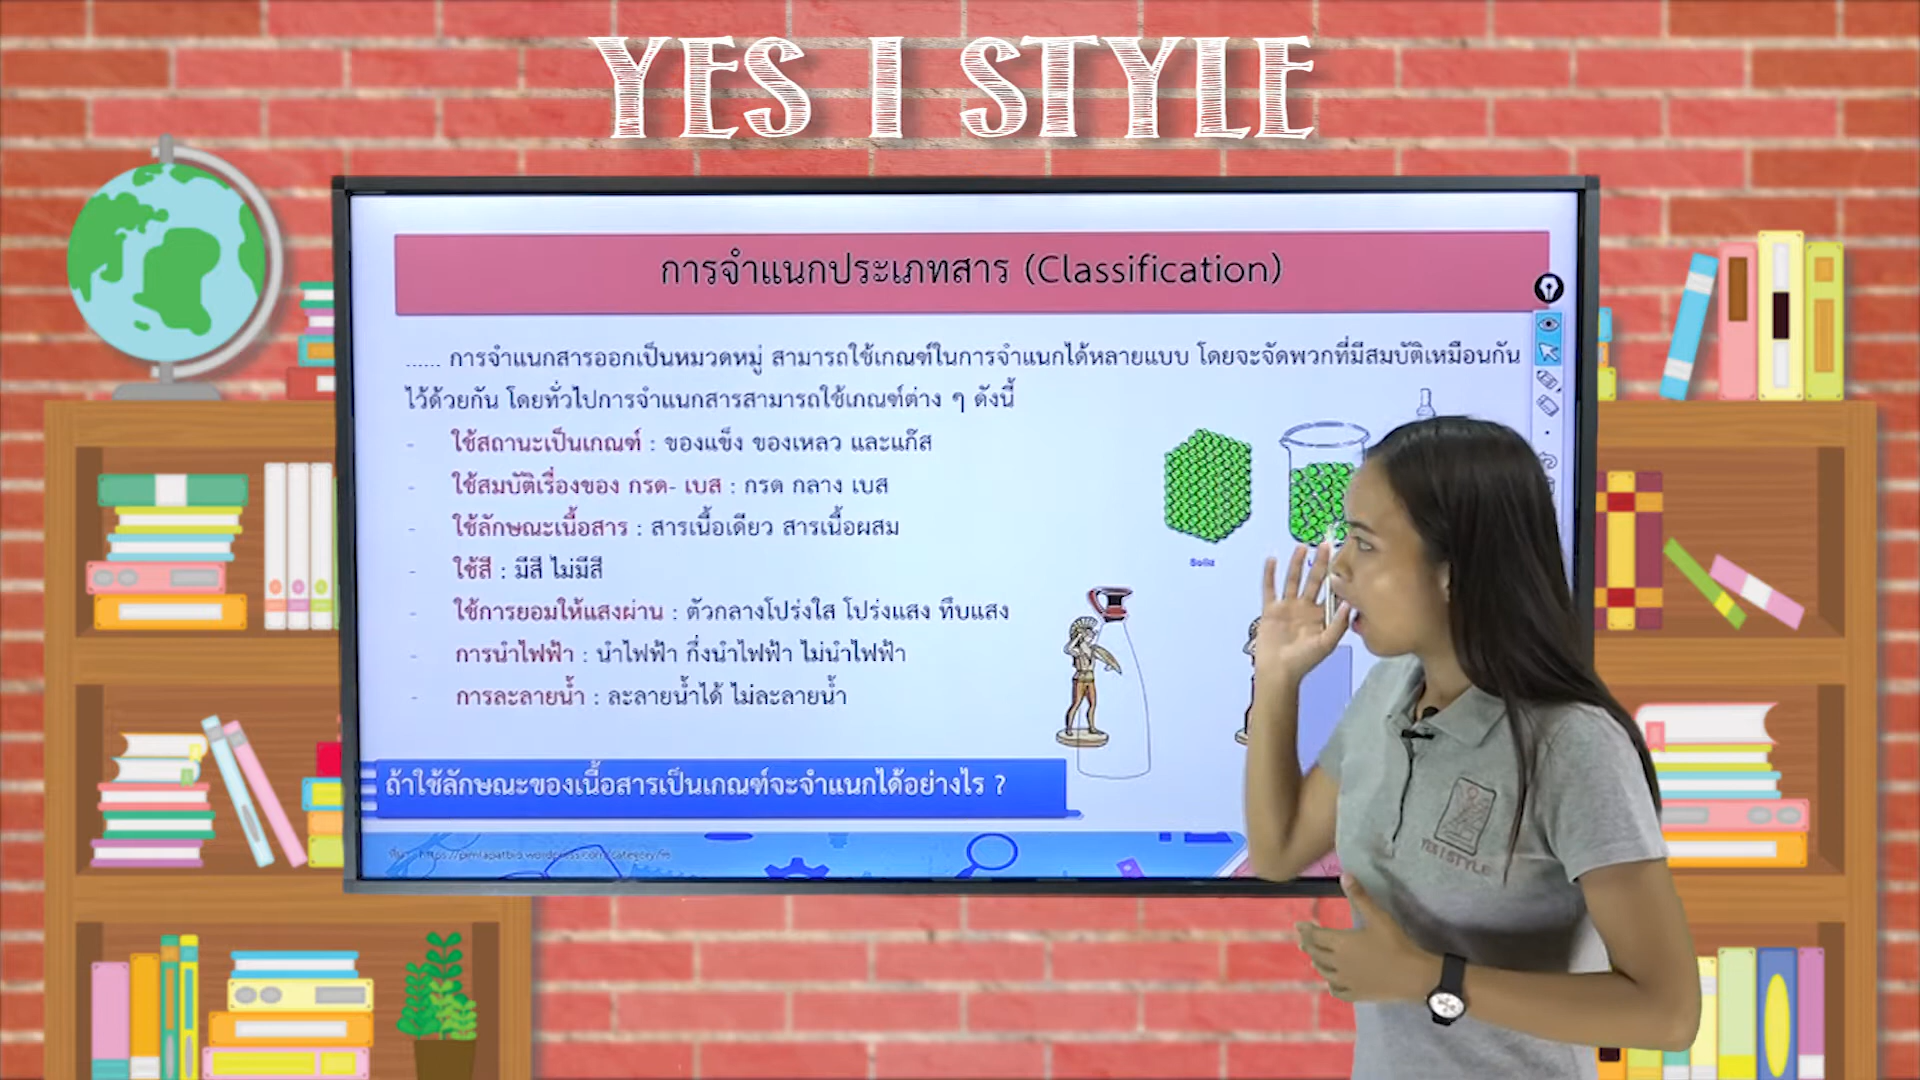 YES I STYLE
การจำแนกประเภทสาร (Classification)
...... การจำแนกสารออกเป็นหมวดหมู่ สามารถใช้เกณฑ์ในการจำแนกได้หลายแบบ โดยจะจัดพวกที่มีสมบัติเหมือนกัน
ไว้ด้วยกัน โดยทั่วไปการจำแนกสารสามารถใช้เกณฑ์ต่าง ๆ ดังนี้
- ใช้สถานะเป็นเกณฑ์ : ของแข็ง ของเหลว และแก๊ส
- ใช้สมบัติเรื่องของ กรด- เบส : กรด กลาง เบส
- ใช้ลักษณะเนื้อสาร : สารเนื้อเดียว สารเนื้อผสม
- ใช้สี : มีสี ไม่มีสี
- ใช้การยอมให้แสงผ่าน : ตัวกลางโปร่งใส โปร่งแสง ทึบแสง
- การนำไฟฟ้า : นำไฟฟ้า กึ่งนำไฟฟ้า ไม่นำไฟฟ้า
- การละลายน้ำ : ละลายน้ำได้ ไม่ละลายน้ำ
Solid
ถ้าใช้ลักษณะของเนื้อสารเป็นเกณฑ์จะจำแนกได้อย่างไร ?
YES I STYLE